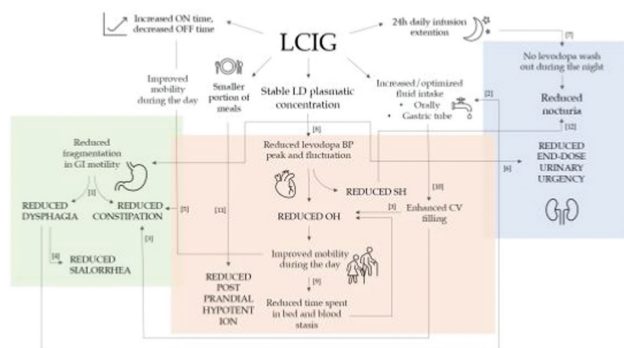 Increased ON time,
decreased OFF time
LCIG
24h daily infusion
extention
[7]
No levodopa wash
out during the night
Improved
mobility
during the day
Smaller
portion of
meals
Stable LD plasmatic
concentration
Increased/optimized
fluid intake
• Orally
• Gastric tube
[2]
Reduced
nocturia
[12]
[8]
Reduced
fragmentation
in GI motility
Reduced levodopa BP
peak and fluctuation
REDUCED
END-DOSE
URINARY
URGENCY
[6]
[1]
REDUCED SH
[10]
REDUCED
DYSPHAGIA
REDUCED
CONSTIPATION
[5]
[11]
REDUCED OH
[3]
Enhanced CV
filling
[4]
[3]
REDUCED
SIALORRHEA
Improved mobility
during the day
REDUCED
POST
PRANDIAL
HYPOTENT
ION
[9]
Reduced time spent
in bed and blood
stasis